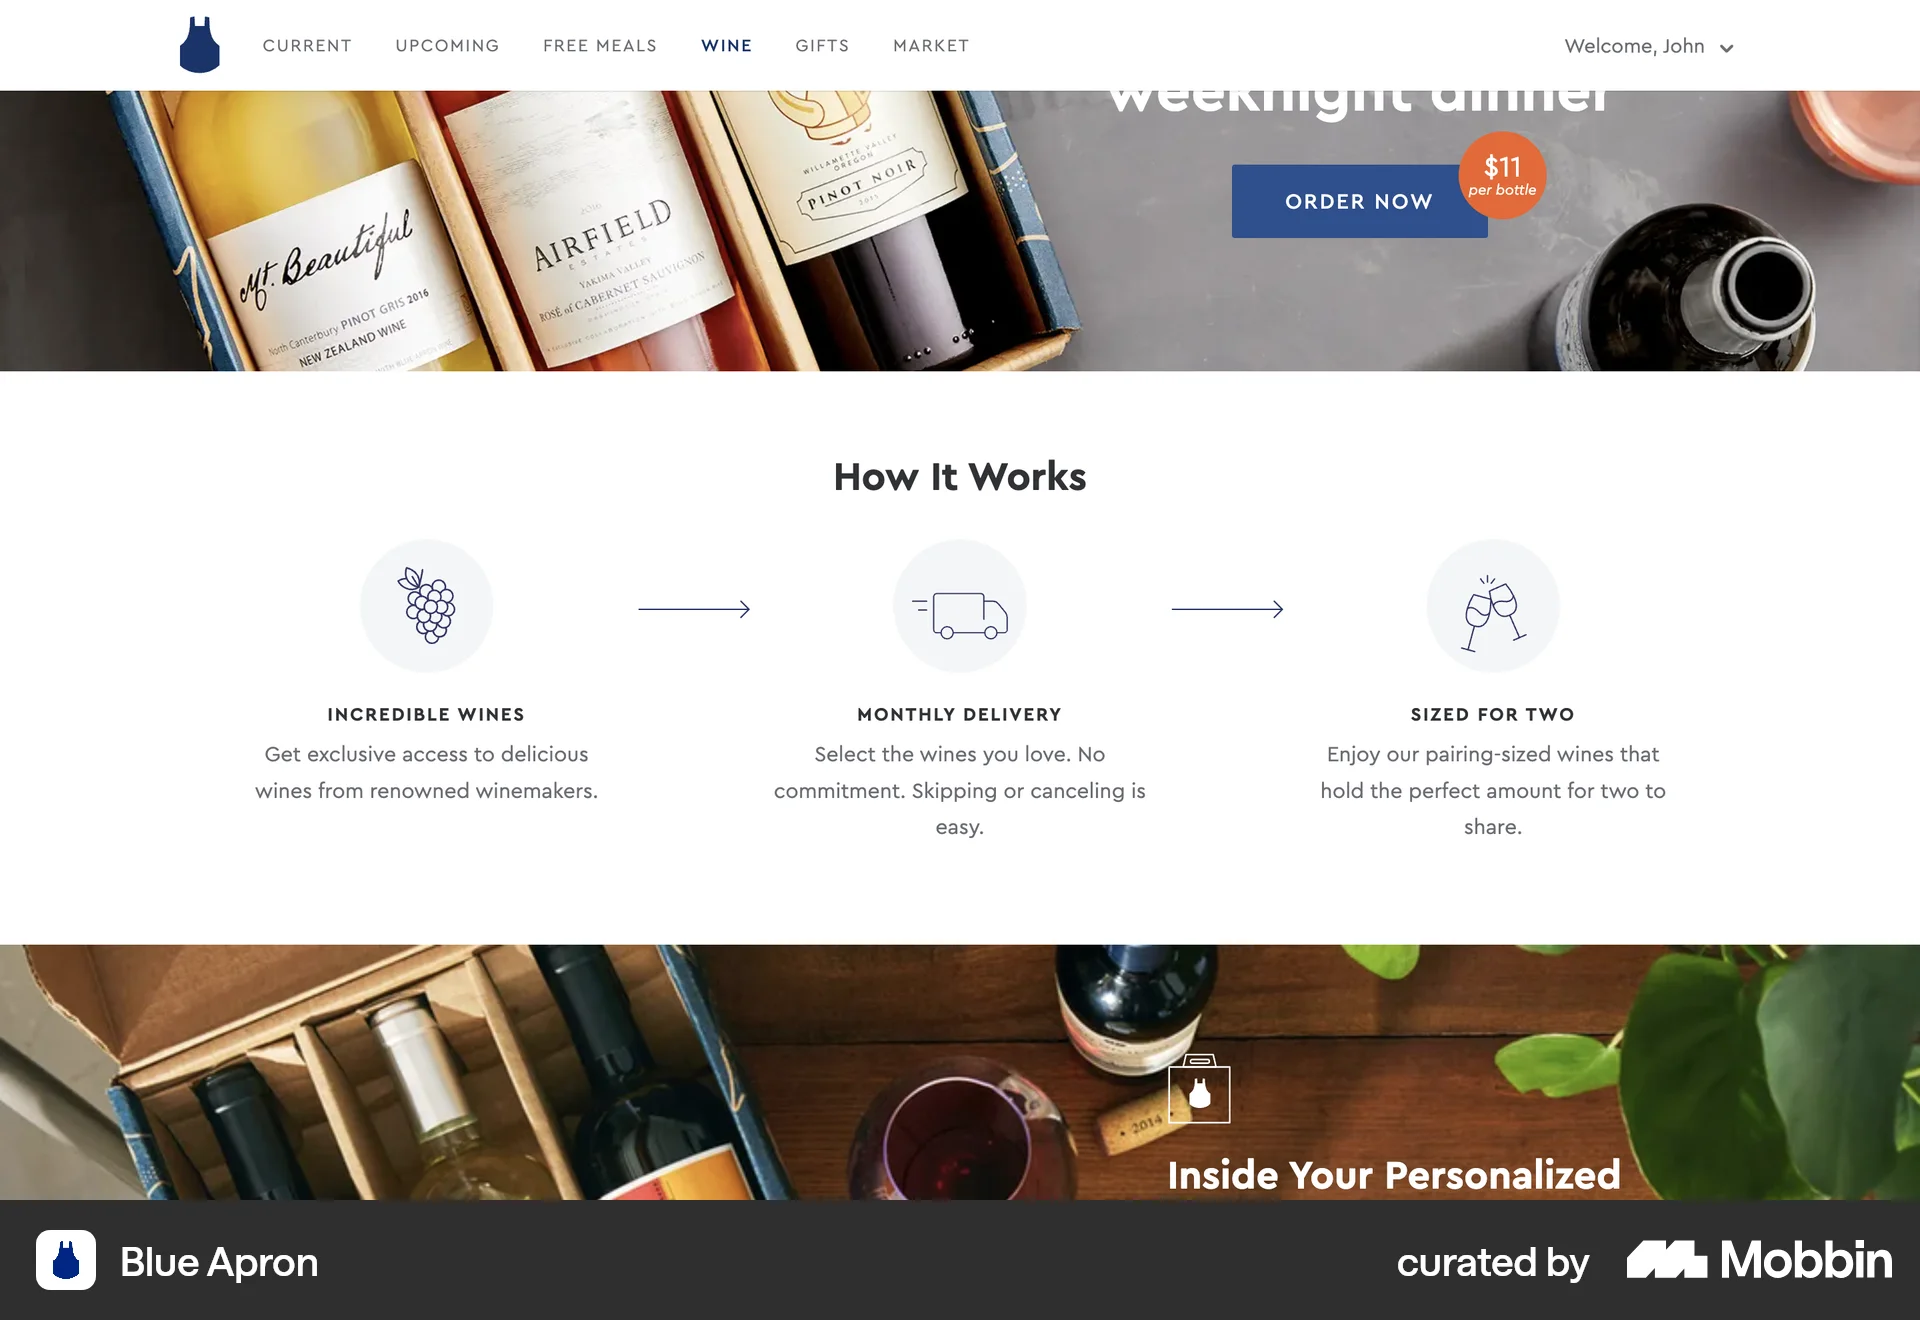 CURRENT UPCOMING FREE MEALS WINE GIFTS MARKET Welcome, John
weeknight dinner
ORDER NOW
$11
per bottle
Mt. Beautiful
North Canterbury PINOT GRIS 2016
NEW ZEALAND WINE
2016
AIRFIELD
ESTATES
YAKIMA VALLEY
ROSÉ of CABERNET SAUVIGNON
WILLAMETTE VALLEY
OREGON
PINOT NOIR
2015
How It Works
INCREDIBLE WINES
Get exclusive access to delicious
wines from renowned winemakers.
MONTHLY DELIVERY
Select the wines you love. No
commitment. Skipping or canceling is
easy.
SIZED FOR TWO
Enjoy our pairing-sized wines that
hold the perfect amount for two to
share.
2014
Inside Your Personalized
Blue Apron
curated by Mobbin